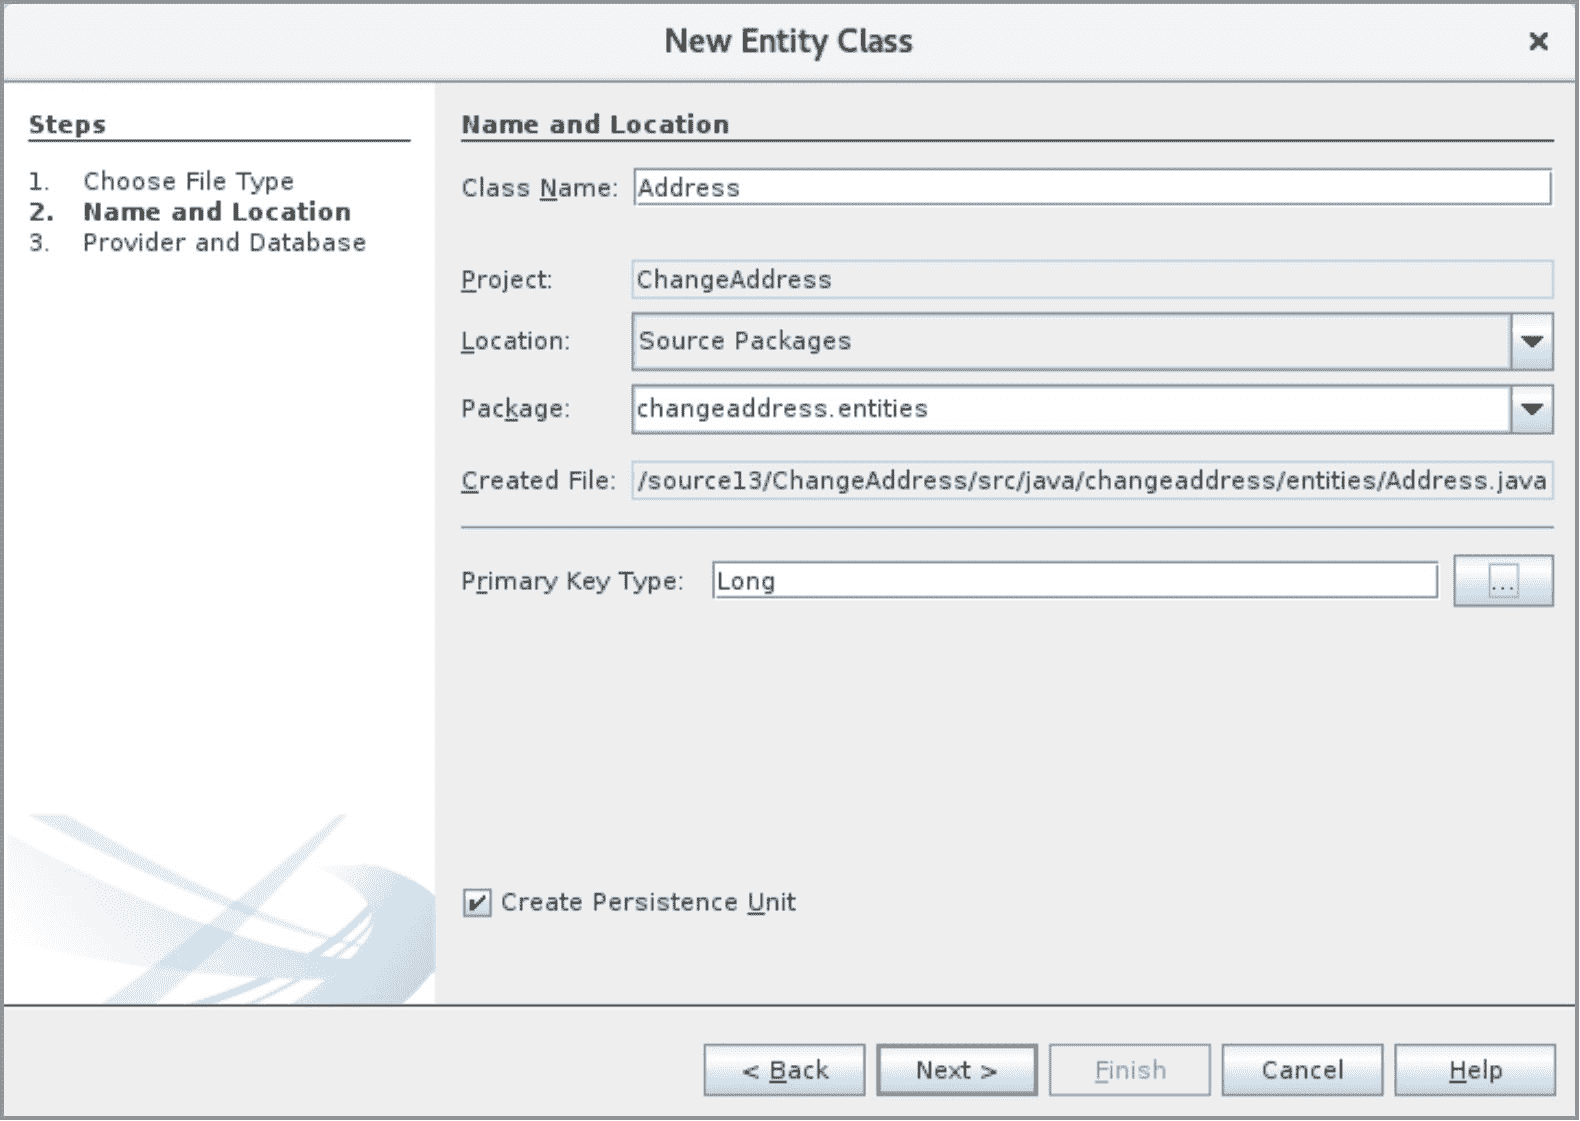 New Entity Class
Steps
1. Choose File Type
2. Name and Location
3. Provider and Database
Name and Location
Class Name: Address
Project: ChangeAddress
Location: Source Packages
Package: changeaddress.entities
Created File: /source13/ChangeAddress/src/java/changeaddress/entities/Address.java
Primary Key Type: Long ...
Create Persistence Unit
< Back Next > Finish Cancel Help